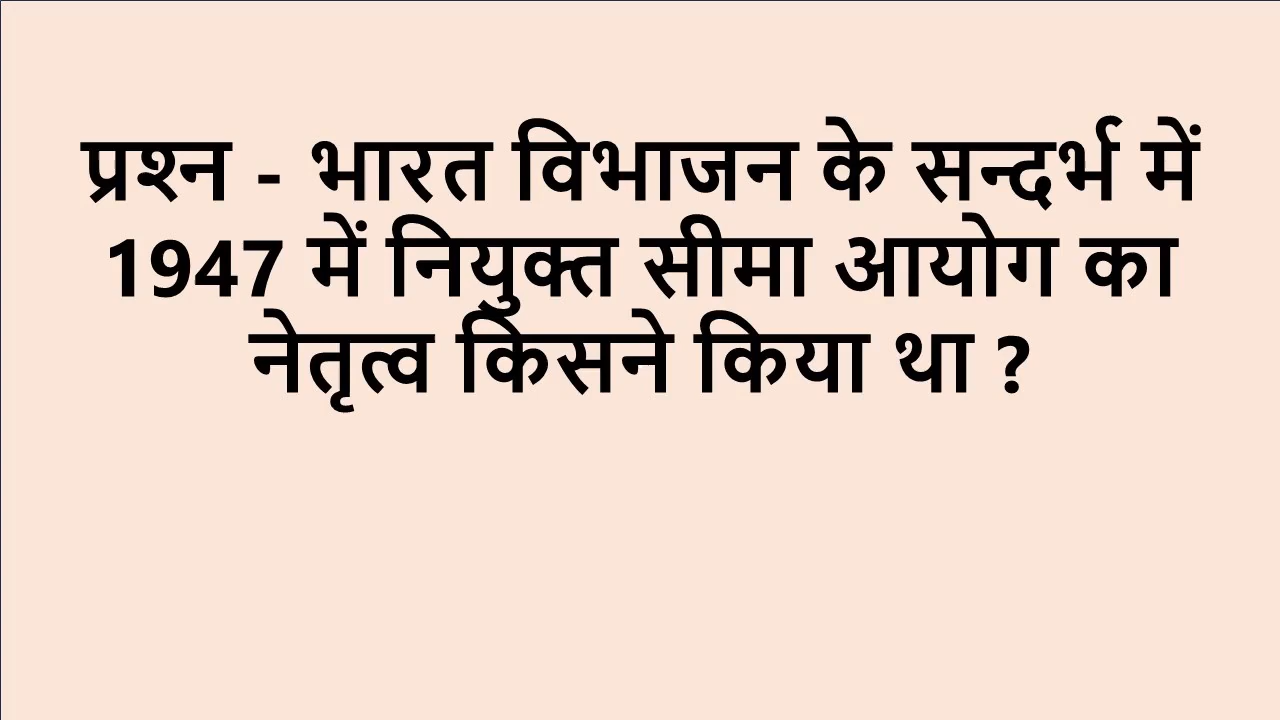 प्रश्न - भारत विभाजन के सन्दर्भ में
1947 में नियुक्त सीमा आयोग का
नेतृत्व किसने किया था ?